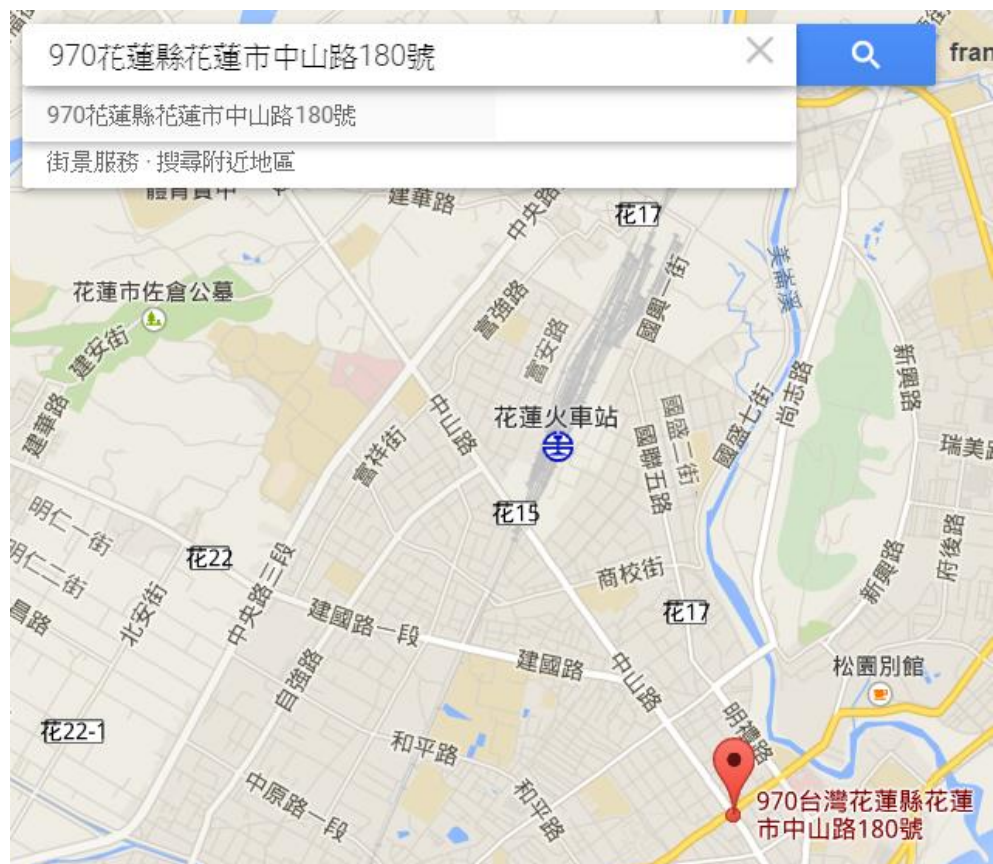 970花蓮縣花蓮市中山路180號
fran
970花蓮縣花蓮市中山路180號
街景服務 · 搜尋附近地區
建華路
中央路
花17
美崙溪
花蓮市佐倉公墓
富強路
國興一街
建安街
富安路
新興路
尚志路
建華路
中山路
花蓮火車站
國盛二街
國盛七街
瑞美路
富祥街
國聯五路
明仁一街
花15
府後路
明仁二街
花22
商校街
新興路
中央路三段
北安街
昌路
建國路一段
花17
建國路
中山路
松園別館
自強路
明禮路
花22-1
和平路
中原路一段
和平路
970台灣花蓮縣花蓮
市中山路180號